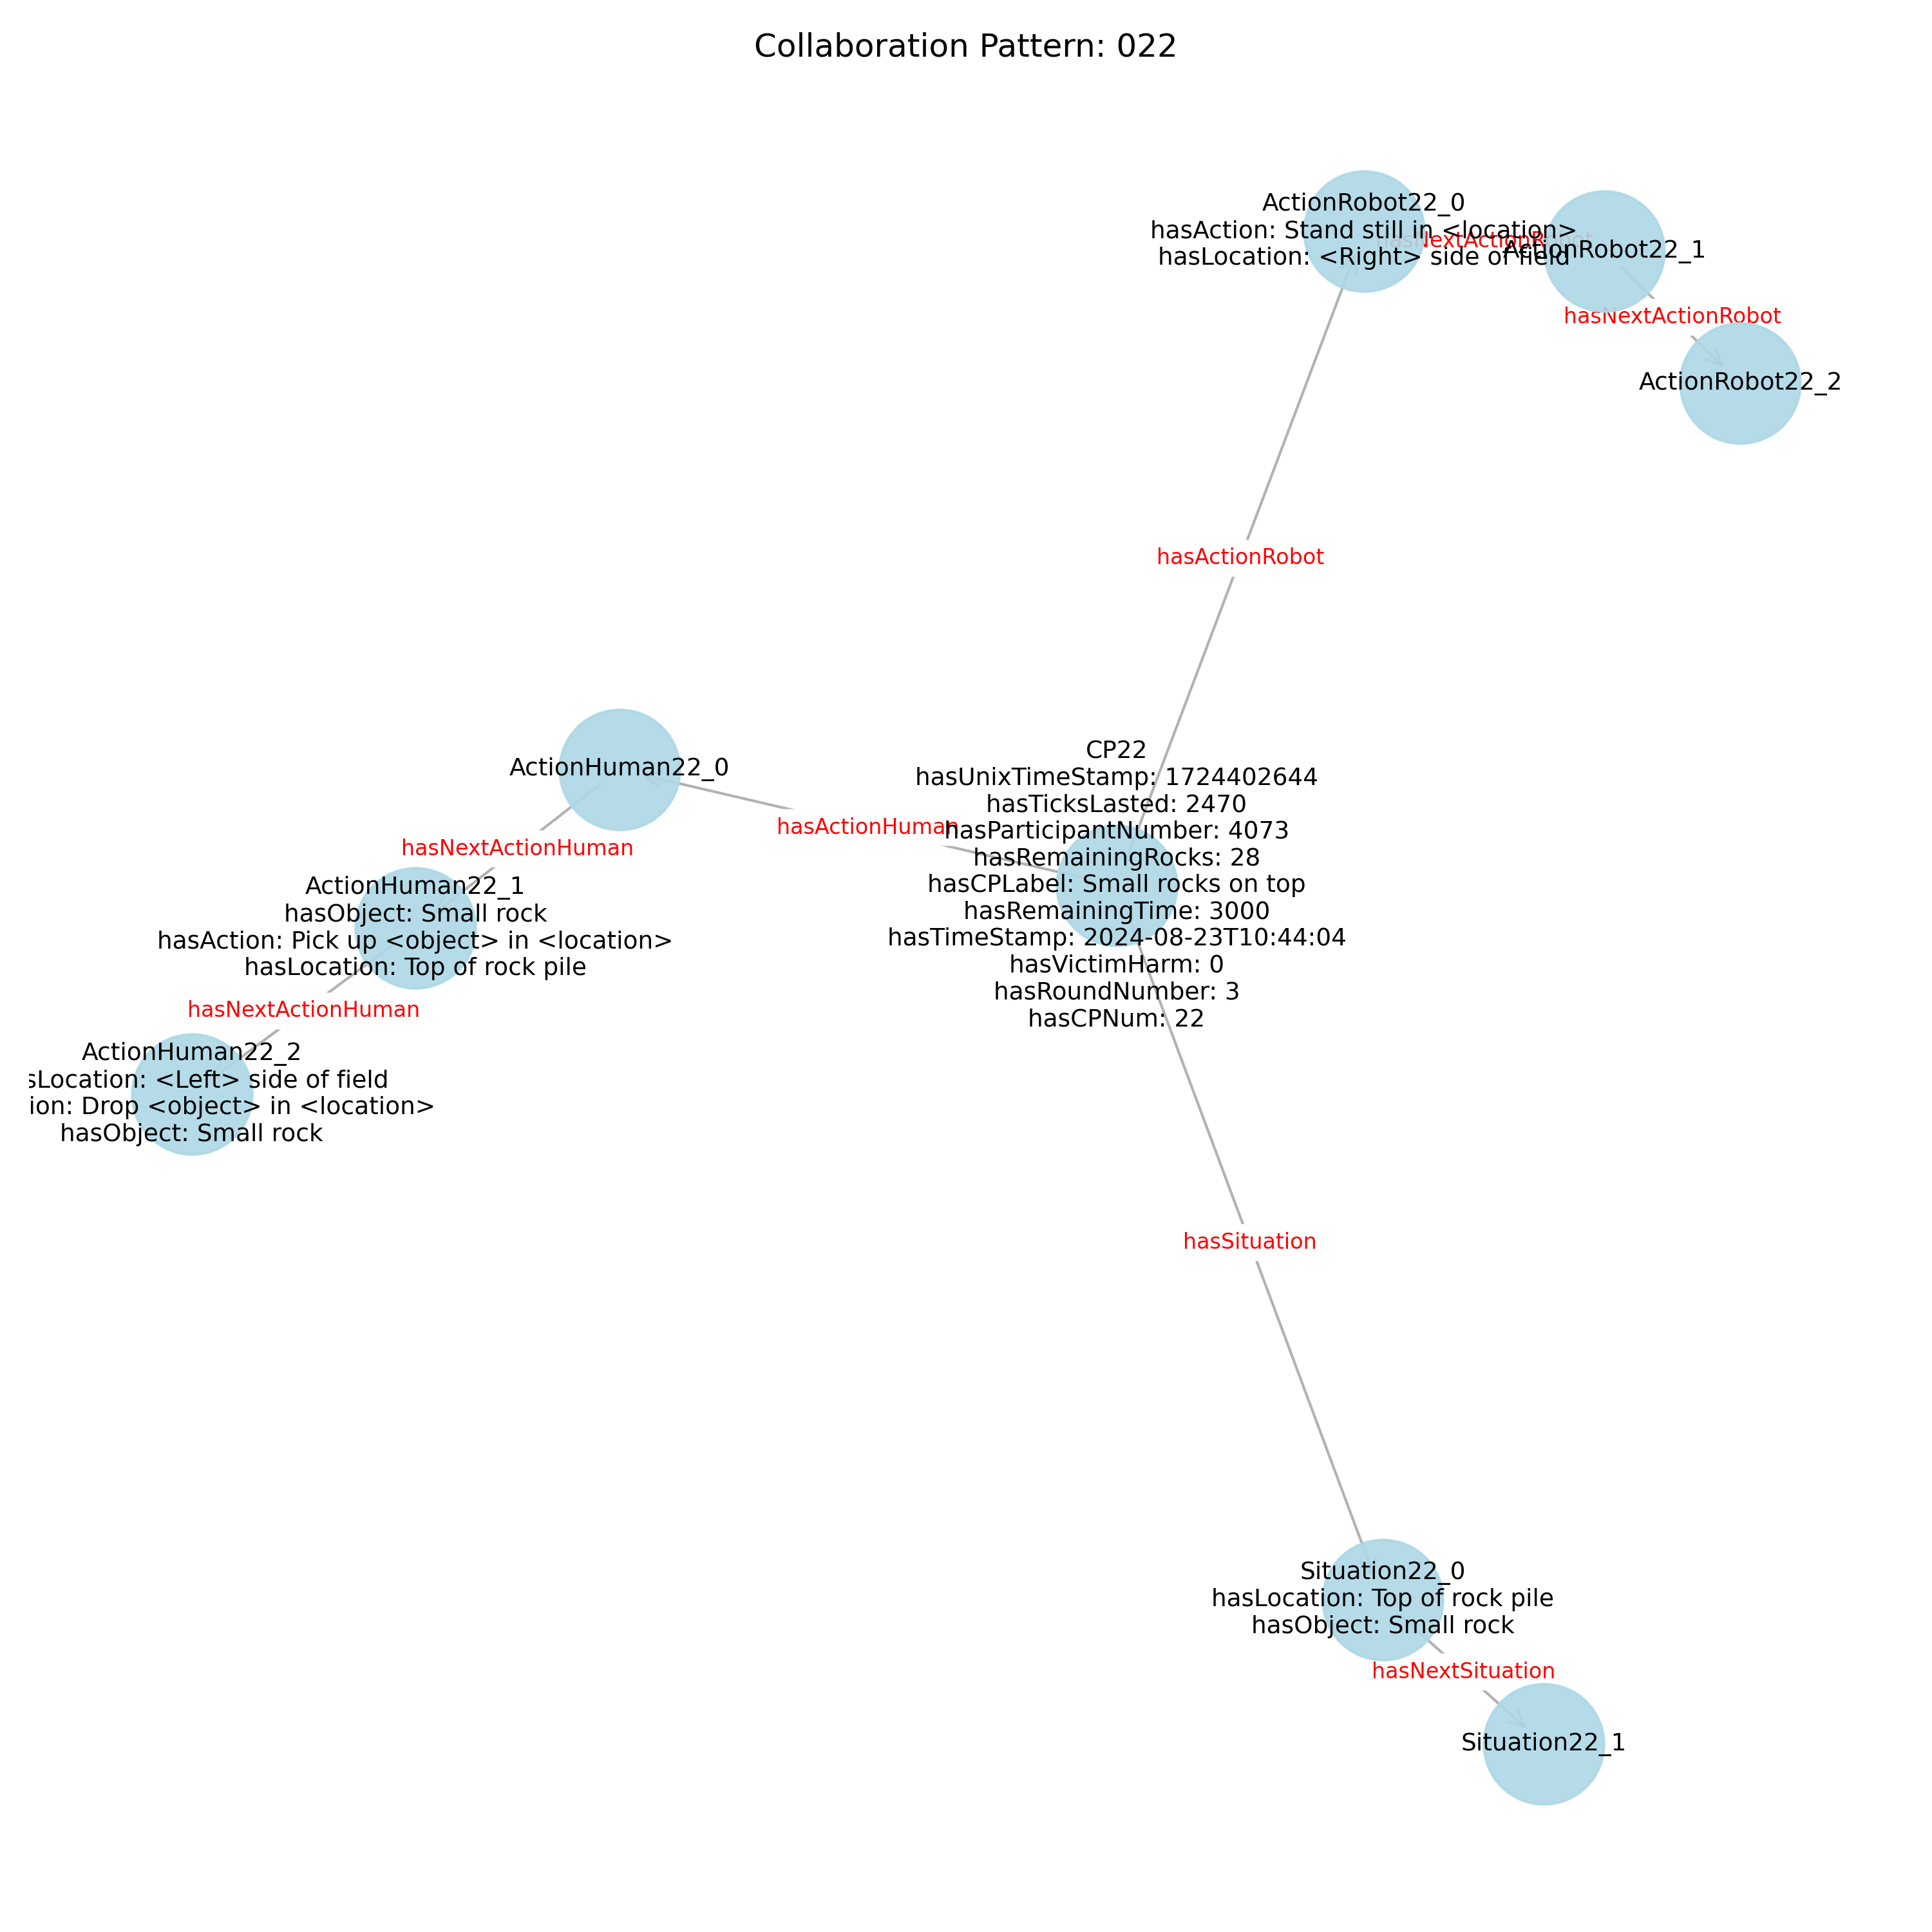 Collaboration Pattern: 022
ActionRobot22_0
hasAction: Stand still in <location>
hasLocation: <Right> side of field
hasNextActionRobot
ActionRobot22_1
hasNextActionRobot
ActionRobot22_2
hasActionRobot
ActionHuman22_0
hasActionHuman
CP22
hasUnixTimeStamp: 1724402644
hasTicksLasted: 2470
hasParticipantNumber: 4073
hasRemainingRocks: 28
hasCPLabel: Small rocks on top
hasRemainingTime: 3000
hasTimeStamp: 2024-08-23T10:44:04
hasVictimHarm: 0
hasRoundNumber: 3
hasCPNum: 22
hasNextActionHuman
ActionHuman22_1
hasObject: Small rock
hasAction: Pick up <object> in <location>
hasLocation: Top of rock pile
hasNextActionHuman
ActionHuman22_2
sLocation: <Left> side of field
ion: Drop <object> in <location>
hasObject: Small rock
hasSituation
Situation22_0
hasLocation: Top of rock pile
hasObject: Small rock
hasNextSituation
Situation22_1